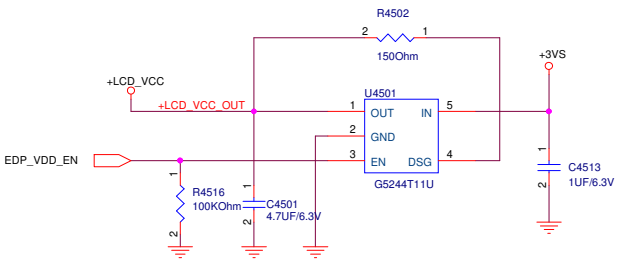 R4502
2
1
150Ohm
+3VS
+LCD_VCC
U4501
+LCD_VCC_OUT
1
OUT
IN
5
2
GND
EDP_VDD_EN
3
EN
DSG
4
G5244T11U
1
C4513
1UF/6.3V
2
1
R4516
100KOhm
2
1
C4501
4.7UF/6.3V
2